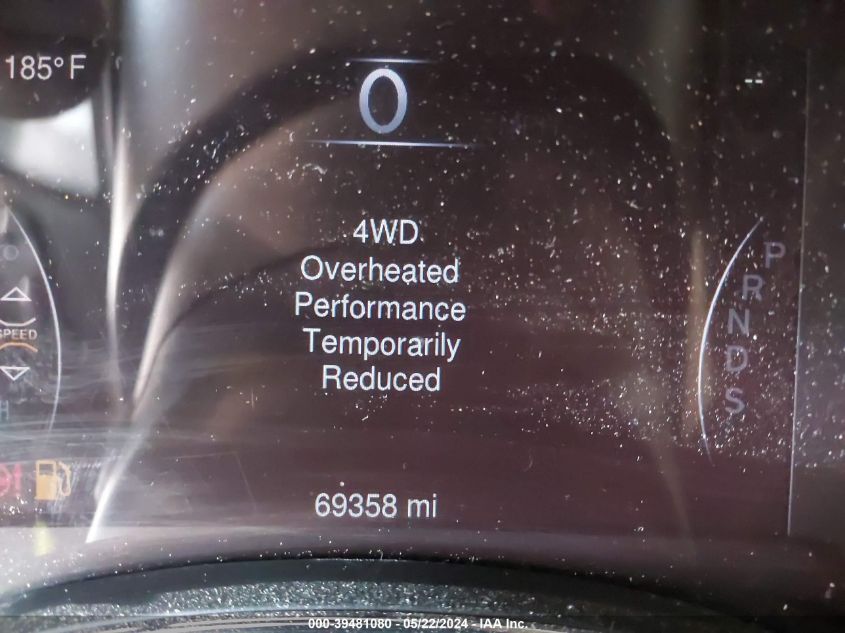 185°F
0
--
4WD
Overheated
Performance
Temporarily
Reduced
P
R
N
D
S
SPEED
69358 mi
000-39481080 - 05/22/2024 - IAA Inc.